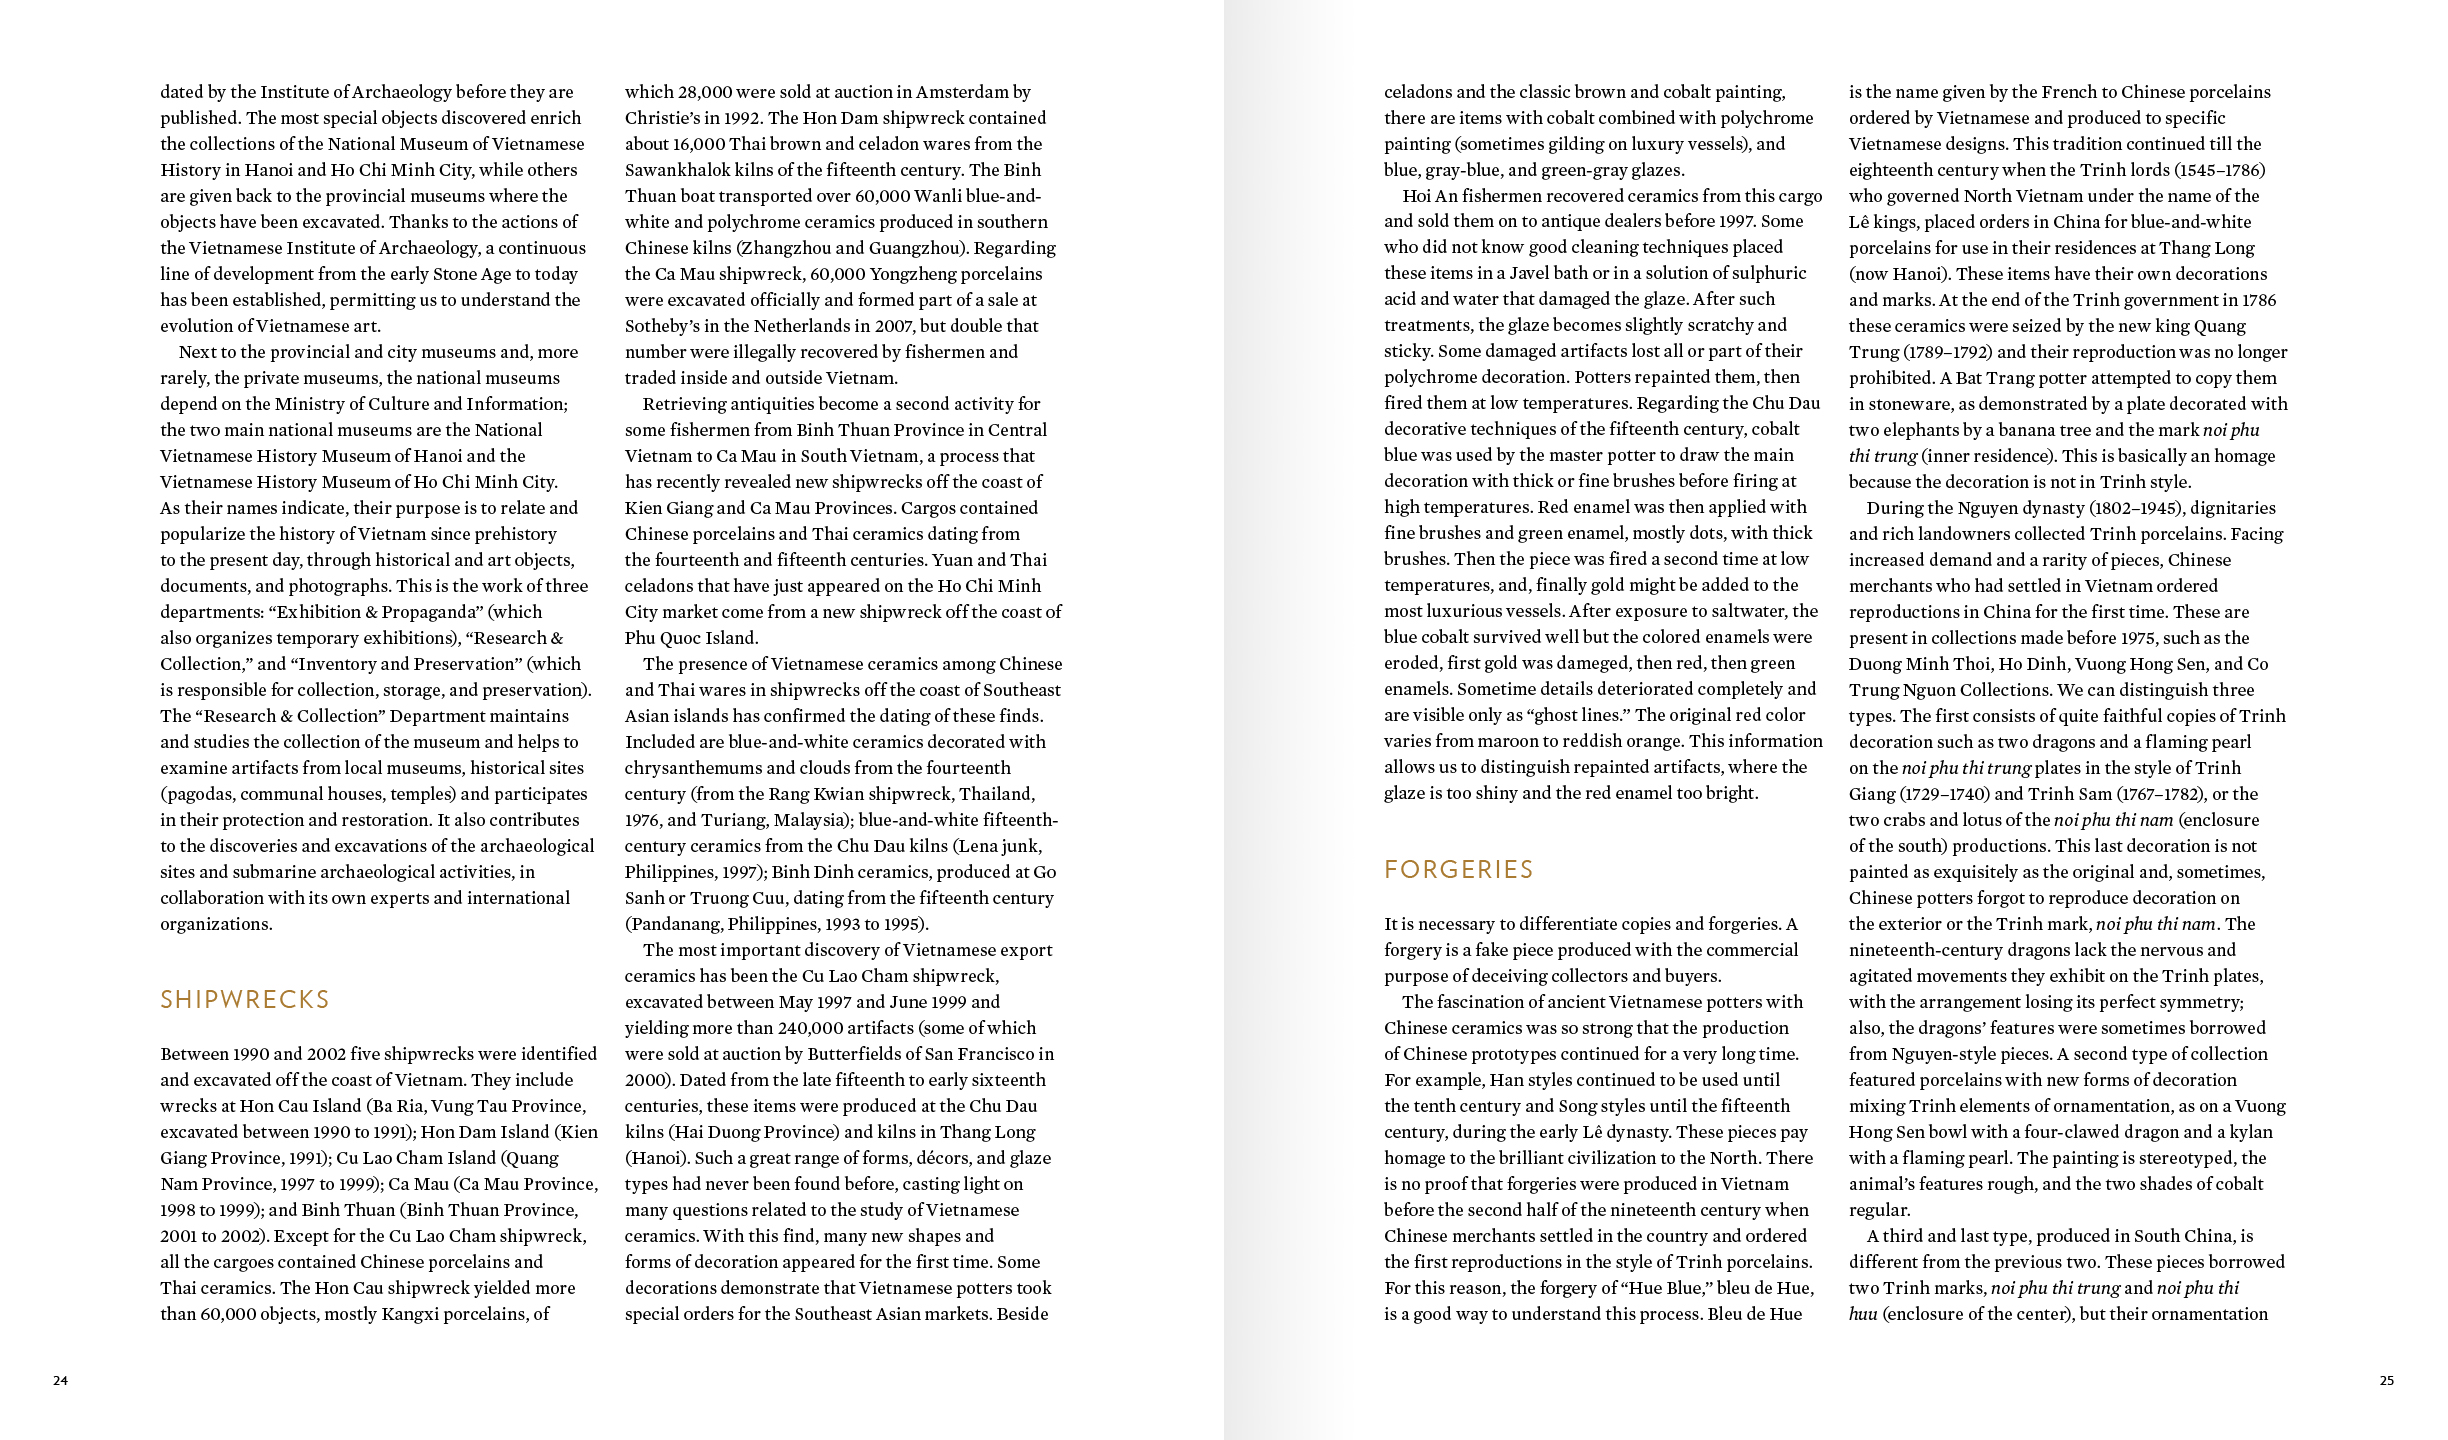 dated by the Institute of Archaeology before they are
published. The most special objects discovered enrich
the collections of the National Museum of Vietnamese
History in Hanoi and Ho Chi Minh City, while others
are given back to the provincial museums where the
objects have been excavated. Thanks to the actions of
the Vietnamese Institute of Archaeology, a continuous
line of development from the early Stone Age to today
has been established, permitting us to understand the
evolution of Vietnamese art.
Next to the provincial and city museums and, more
rarely, the private museums, the national museums
depend on the Ministry of Culture and Information;
the two main national museums are the National
Vietnamese History Museum of Hanoi and the
Vietnamese History Museum of Ho Chi Minh City.
As their names indicate, their purpose is to relate and
popularize the history of Vietnam since prehistory
to the present day, through historical and art objects,
documents, and photographs. This is the work of three
departments: “Exhibition & Propaganda” (which
also organizes temporary exhibitions), “Research &
Collection,” and “Inventory and Preservation” (which
is responsible for collection, storage, and preservation).
The “Research & Collection” Department maintains
and studies the collection of the museum and helps to
examine artifacts from local museums, historical sites
(pagodas, communal houses, temples) and participates
in their protection and restoration. It also contributes
to the discoveries and excavations of the archaeological
sites and submarine archaeological activities, in
collaboration with its own experts and international
organizations.
SHIPWRECKS
Between 1990 and 2002 five shipwrecks were identified
and excavated off the coast of Vietnam. They include
wrecks at Hon Cau Island (Ba Ria, Vung Tau Province,
excavated between 1990 to 1991); Hon Dam Island (Kien
Giang Province, 1991); Cu Lao Cham Island (Quang
Nam Province, 1997 to 1999); Ca Mau (Ca Mau Province,
1998 to 1999); and Binh Thuan (Binh Thuan Province,
2001 to 2002). Except for the Cu Lao Cham shipwreck,
all the cargoes contained Chinese porcelains and
Thai ceramics. The Hon Cau shipwreck yielded more
than 60,000 objects, mostly Kangxi porcelains, of
which 28,000 were sold at auction in Amsterdam by
Christie’s in 1992. The Hon Dam shipwreck contained
about 16,000 Thai brown and celadon wares from the
Sawankhalok kilns of the fifteenth century. The Binh
Thuan boat transported over 60,000 Wanli blue-and-
white and polychrome ceramics produced in southern
Chinese kilns (Zhangzhou and Guangzhou). Regarding
the Ca Mau shipwreck, 60,000 Yongzheng porcelains
were excavated officially and formed part of a sale at
Sotheby’s in the Netherlands in 2007, but double that
number were illegally recovered by fishermen and
traded inside and outside Vietnam.
Retrieving antiquities become a second activity for
some fishermen from Binh Thuan Province in Central
Vietnam to Ca Mau in South Vietnam, a process that
has recently revealed new shipwrecks off the coast of
Kien Giang and Ca Mau Provinces. Cargos contained
Chinese porcelains and Thai ceramics dating from
the fourteenth and fifteenth centuries. Yuan and Thai
celadons that have just appeared on the Ho Chi Minh
City market come from a new shipwreck off the coast of
Phu Quoc Island.
The presence of Vietnamese ceramics among Chinese
and Thai wares in shipwrecks off the coast of Southeast
Asian islands has confirmed the dating of these finds.
Included are blue-and-white ceramics decorated with
chrysanthemums and clouds from the fourteenth
century (from the Rang Kwian shipwreck, Thailand,
1976, and Turiang, Malaysia); blue-and-white fifteenth-
century ceramics from the Chu Dau kilns (Lena junk,
Philippines, 1997); Binh Dinh ceramics, produced at Go
Sanh or Truong Cuu, dating from the fifteenth century
(Pandanang, Philippines, 1993 to 1995).
The most important discovery of Vietnamese export
ceramics has been the Cu Lao Cham shipwreck,
excavated between May 1997 and June 1999 and
yielding more than 240,000 artifacts (some of which
were sold at auction by Butterfields of San Francisco in
2000). Dated from the late fifteenth to early sixteenth
centuries, these items were produced at the Chu Dau
kilns (Hai Duong Province) and kilns in Thang Long
(Hanoi). Such a great range of forms, décors, and glaze
types had never been found before, casting light on
many questions related to the study of Vietnamese
ceramics. With this find, many new shapes and
forms of decoration appeared for the first time. Some
decorations demonstrate that Vietnamese potters took
special orders for the Southeast Asian markets. Beside
24
celadons and the classic brown and cobalt painting,
there are items with cobalt combined with polychrome
painting (sometimes gilding on luxury vessels), and
blue, gray-blue, and green-gray glazes.
Hoi An fishermen recovered ceramics from this cargo
and sold them on to antique dealers before 1997. Some
who did not know good cleaning techniques placed
these items in a Javel bath or in a solution of sulphuric
acid and water that damaged the glaze. After such
treatments, the glaze becomes slightly scratchy and
sticky. Some damaged artifacts lost all or part of their
polychrome decoration. Potters repainted them, then
fired them at low temperatures. Regarding the Chu Dau
decorative techniques of the fifteenth century, cobalt
blue was used by the master potter to draw the main
decoration with thick or fine brushes before firing at
high temperatures. Red enamel was then applied with
fine brushes and green enamel, mostly dots, with thick
brushes. Then the piece was fired a second time at low
temperatures, and, finally gold might be added to the
most luxurious vessels. After exposure to saltwater, the
blue cobalt survived well but the colored enamels were
eroded, first gold was dameged, then red, then green
enamels. Sometime details deteriorated completely and
are visible only as “ghost lines.” The original red color
varies from maroon to reddish orange. This information
allows us to distinguish repainted artifacts, where the
glaze is too shiny and the red enamel too bright.
FORGERIES
It is necessary to differentiate copies and forgeries. A
forgery is a fake piece produced with the commercial
purpose of deceiving collectors and buyers.
The fascination of ancient Vietnamese potters with
Chinese ceramics was so strong that the production
of Chinese prototypes continued for a very long time.
For example, Han styles continued to be used until
the tenth century and Song styles until the fifteenth
century, during the early Lê dynasty. These pieces pay
homage to the brilliant civilization to the North. There
is no proof that forgeries were produced in Vietnam
before the second half of the nineteenth century when
Chinese merchants settled in the country and ordered
the first reproductions in the style of Trinh porcelains.
For this reason, the forgery of “Hue Blue,” bleu de Hue,
is a good way to understand this process. Bleu de Hue
is the name given by the French to Chinese porcelains
ordered by Vietnamese and produced to specific
Vietnamese designs. This tradition continued till the
eighteenth century when the Trinh lords (1545–1786)
who governed North Vietnam under the name of the
Lê kings, placed orders in China for blue-and-white
porcelains for use in their residences at Thang Long
(now Hanoi). These items have their own decorations
and marks. At the end of the Trinh government in 1786
these ceramics were seized by the new king Quang
Trung (1789–1792) and their reproduction was no longer
prohibited. A Bat Trang potter attempted to copy them
in stoneware, as demonstrated by a plate decorated with
two elephants by a banana tree and the mark noi phu
thi trung (inner residence). This is basically an homage
because the decoration is not in Trinh style.
During the Nguyen dynasty (1802–1945), dignitaries
and rich landowners collected Trinh porcelains. Facing
increased demand and a rarity of pieces, Chinese
merchants who had settled in Vietnam ordered
reproductions in China for the first time. These are
present in collections made before 1975, such as the
Duong Minh Thoi, Ho Dinh, Vuong Hong Sen, and Co
Trung Nguon Collections. We can distinguish three
types. The first consists of quite faithful copies of Trinh
decoration such as two dragons and a flaming pearl
on the noi phu thi trung plates in the style of Trinh
Giang (1729–1740) and Trinh Sam (1767–1782), or the
two crabs and lotus of the noi phu thi nam (enclosure
of the south) productions. This last decoration is not
painted as exquisitely as the original and, sometimes,
Chinese potters forgot to reproduce decoration on
the exterior or the Trinh mark, noi phu thi nam. The
nineteenth-century dragons lack the nervous and
agitated movements they exhibit on the Trinh plates,
with the arrangement losing its perfect symmetry;
also, the dragons’ features were sometimes borrowed
from Nguyen-style pieces. A second type of collection
featured porcelains with new forms of decoration
mixing Trinh elements of ornamentation, as on a Vuong
Hong Sen bowl with a four-clawed dragon and a kylan
with a flaming pearl. The painting is stereotyped, the
animal’s features rough, and the two shades of cobalt
regular.
A third and last type, produced in South China, is
different from the previous two. These pieces borrowed
two Trinh marks, noi phu thi trung and noi phu thi
huu (enclosure of the center), but their ornamentation
25